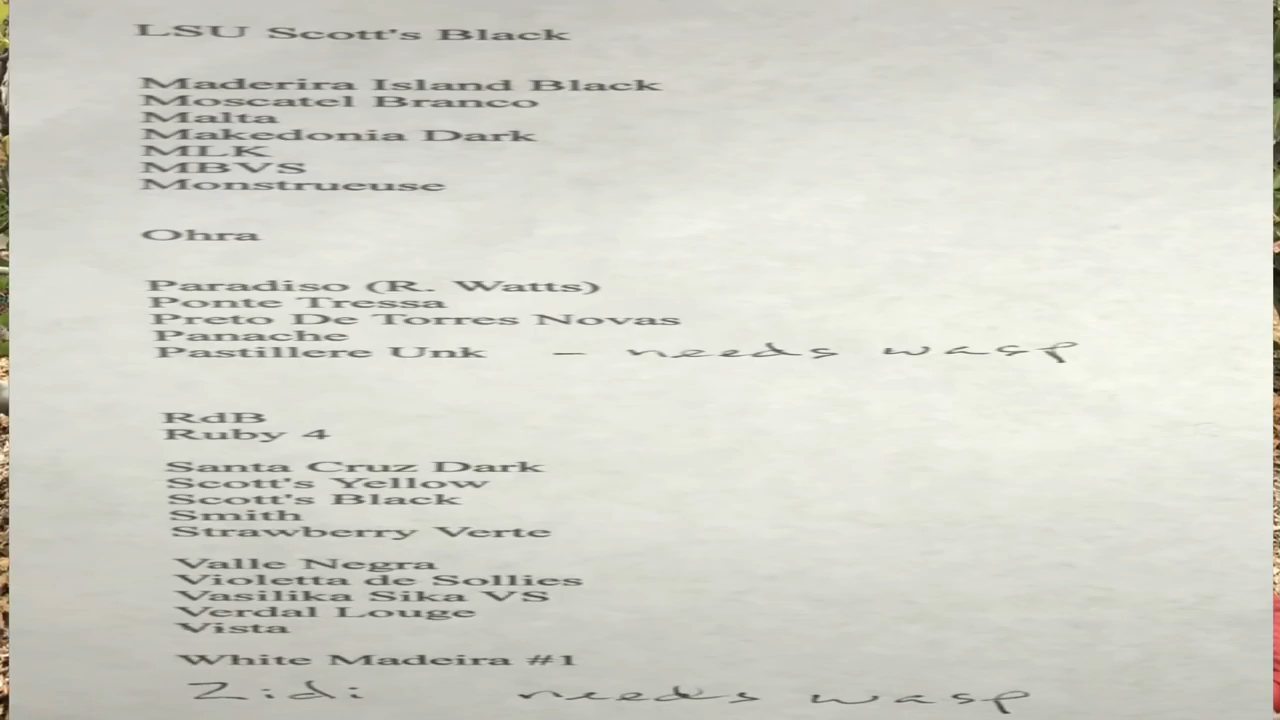 LSU Scott's Black
Maderira Island Black
Moscatel Branco
Malta
Makedonia Dark
MLK
MBVS
Monstrueuse
Ohra
Paradiso (R. Watts)
Ponte Tressa
Preto De Torres Novas
Panache
Pastillere Unk – needs wasp
RdB
Ruby 4
Santa Cruz Dark
Scott's Yellow
Scott's Black
Smith
Strawberry Verte
Valle Negra
Violetta de Sollies
Vasilika Sika VS
Verdal Louge
Vista
White Madeira #1
Zidi needs wasp